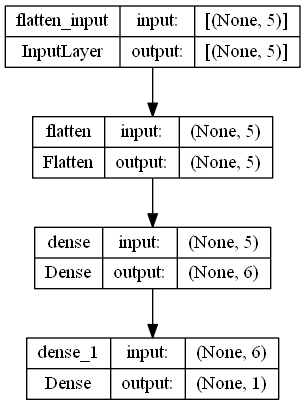 flatten_input input: [(None, 5)]
InputLayer output: [(None, 5)]
flatten input: (None, 5)
Flatten output: (None, 5)
dense input: (None, 5)
Dense output: (None, 6)
dense_1 input: (None, 6)
Dense output: (None, 1)